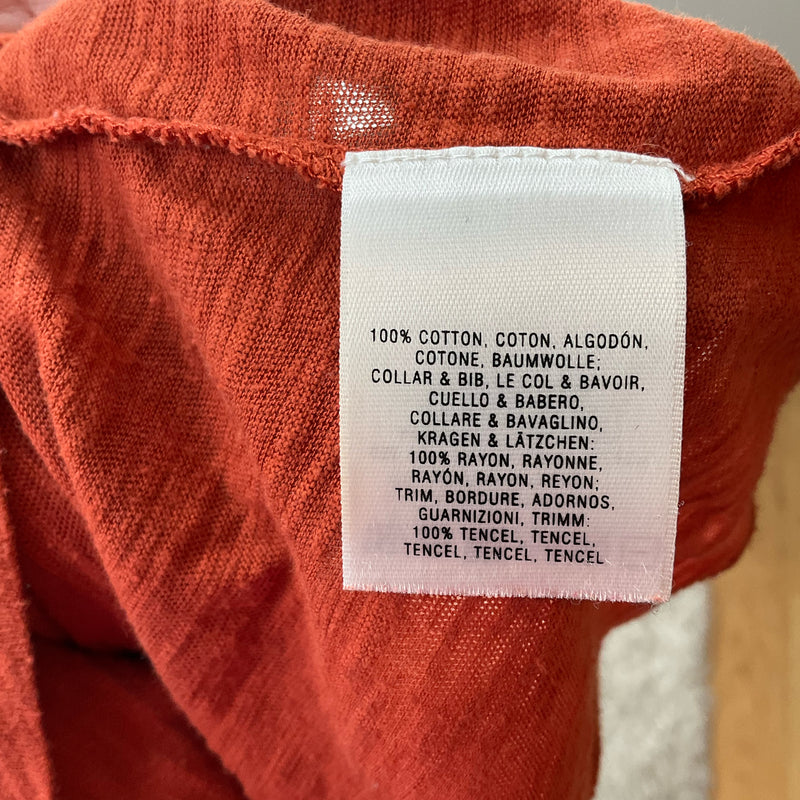 100% COTTON, COTON, ALGODÓN,
COTONE, BAUMWOLLE;
COLLAR & BIB, LE COL & BAVOIR,
CUELLO & BABERO,
COLLARE & BAVAGLINO,
KRAGEN & LÄTZCHEN:
100% RAYON, RAYONNE,
RAYÓN, RAYON, REYON;
TRIM, BORDURE, ADORNOS,
GUARNIZIONI, TRIMM:
100% TENCEL, TENCEL,
TENCEL, TENCEL, TENCEL